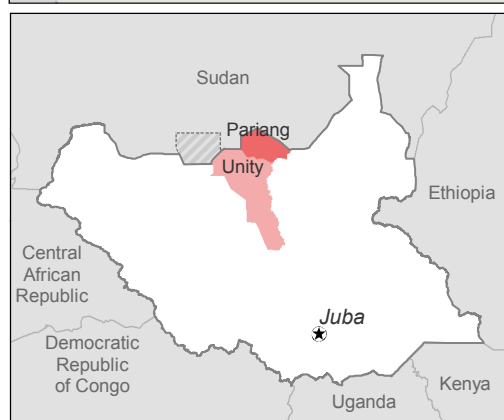 Sudan
Pariang
Unity
Ethiopia
Central
African
Republic
Juba
Democratic
Republic
of Congo
Kenya
Uganda